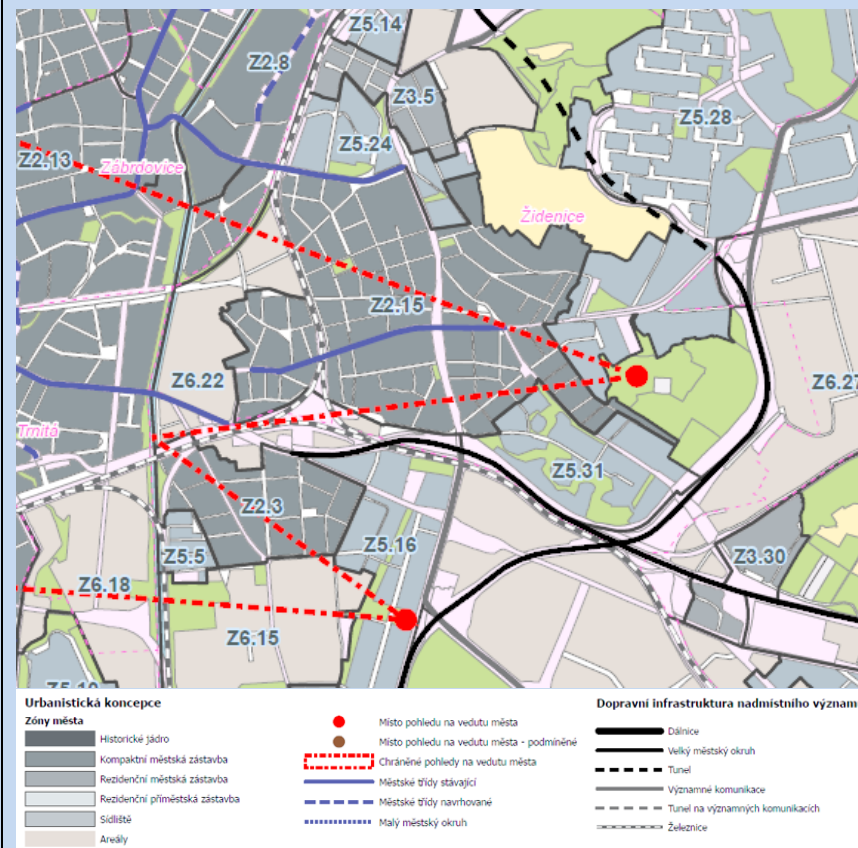 Z5.14
Z2.8
Z3.5
Z5.28
Z5.24
Z2.13
Zábrdovice
Židenice
Z2.15
Z6.22
Z6.27
Trnitá
Z5.31
Z2.3
Z5.16
Z5.5
Z3.30
Z6.18
Z6.15
Urbanistická koncepce
Zóny města
Historické jádro
Kompaktní městská zástavba
Rezidenční městská zástavba
Rezidenční příměstská zástavba
Sídliště
Areály
Místo pohledu na vedutu města
Místo pohledu na vedutu města - podmíněné
Chráněné pohledy na vedutu města
Městské třídy stávající
Městské třídy navrhované
Malý městský okruh
Dopravní infrastruktura nadmístního význam
Dálnice
Velký městský okruh
Tunel
Významné komunikace
Tunel na významných komunikacích
Železnice